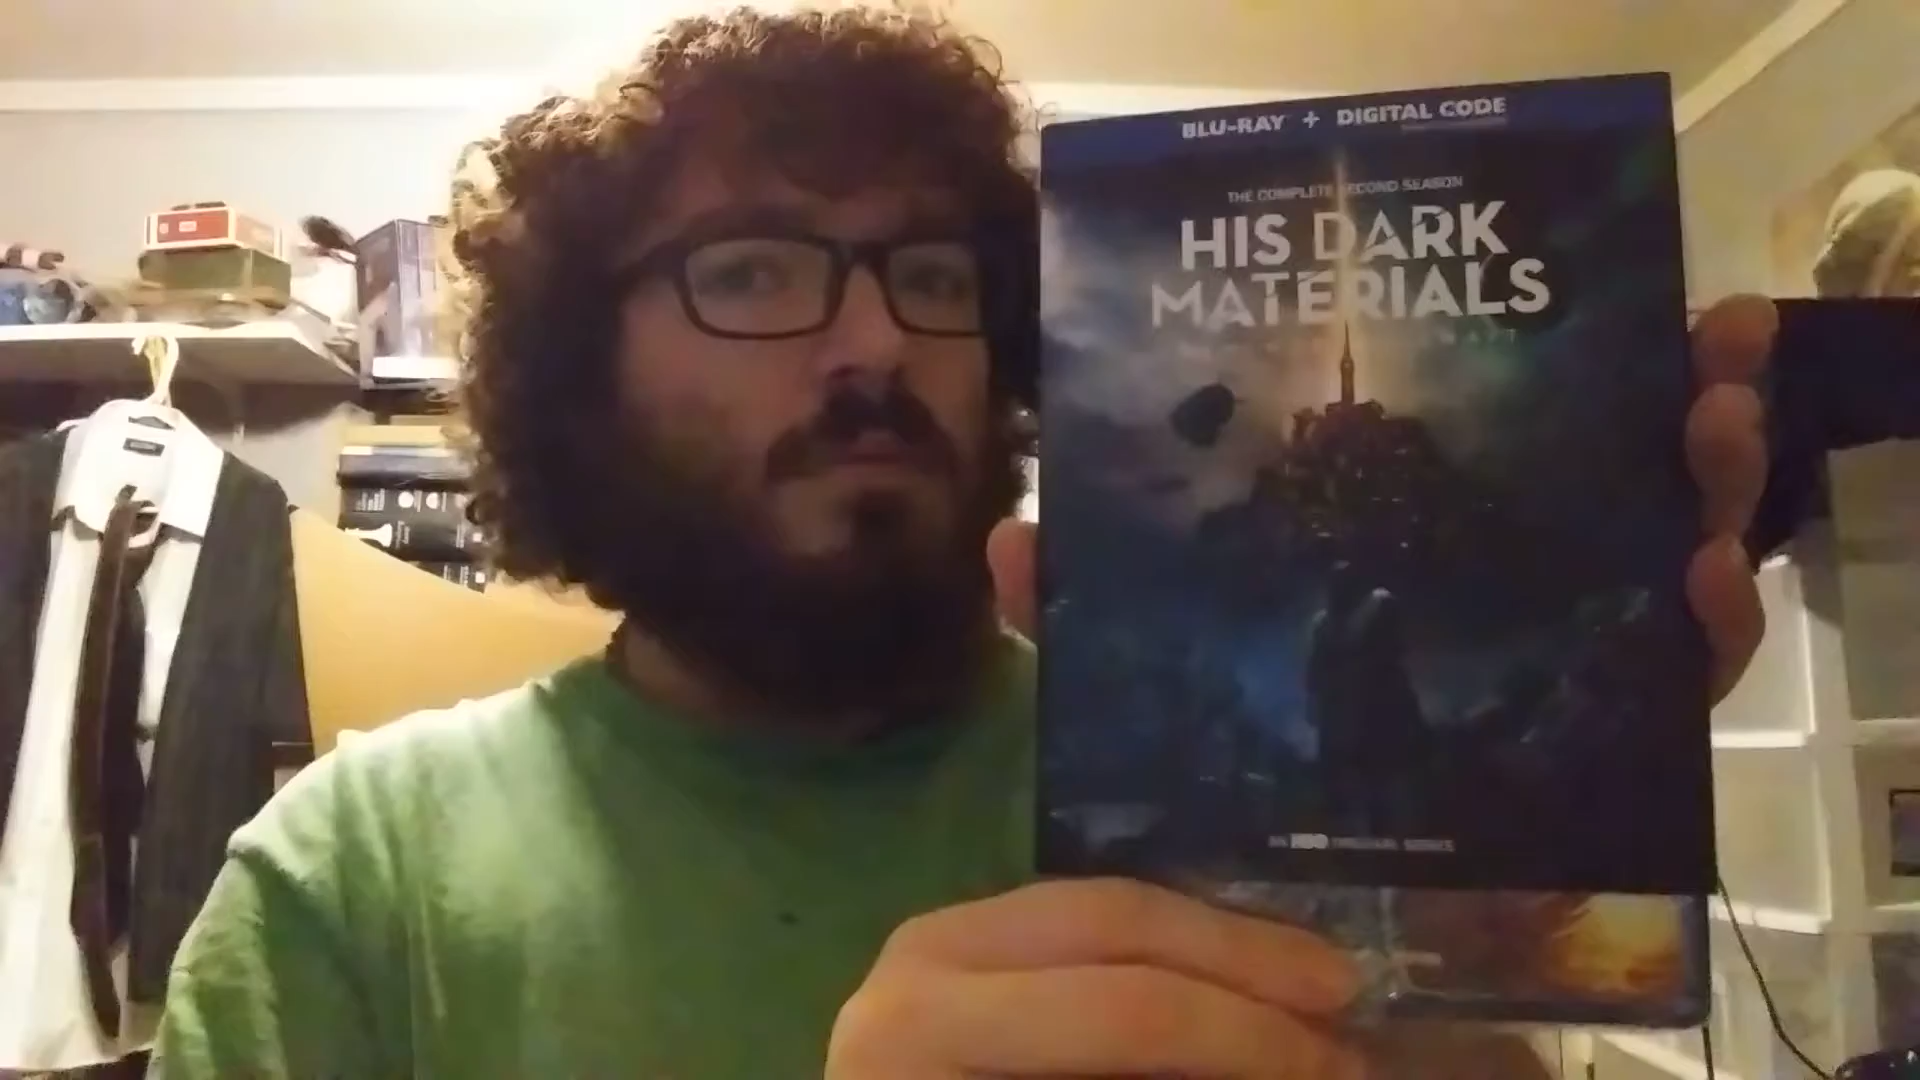 BLU-RAY + DIGITAL CODE
THE COMPLETE SECOND SEASON
HIS DARK
MATERIALS
AN HBO ORIGINAL SERIES